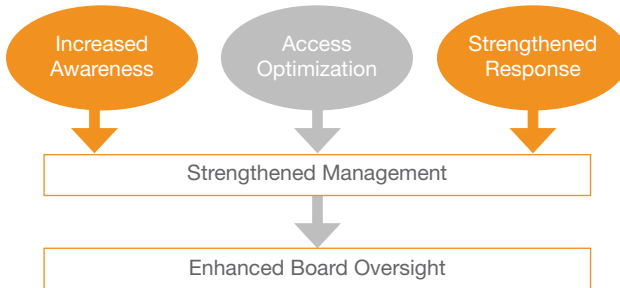 Increased
Awareness
Access
Optimization
Strengthened
Response
Strengthened Management
Enhanced Board Oversight